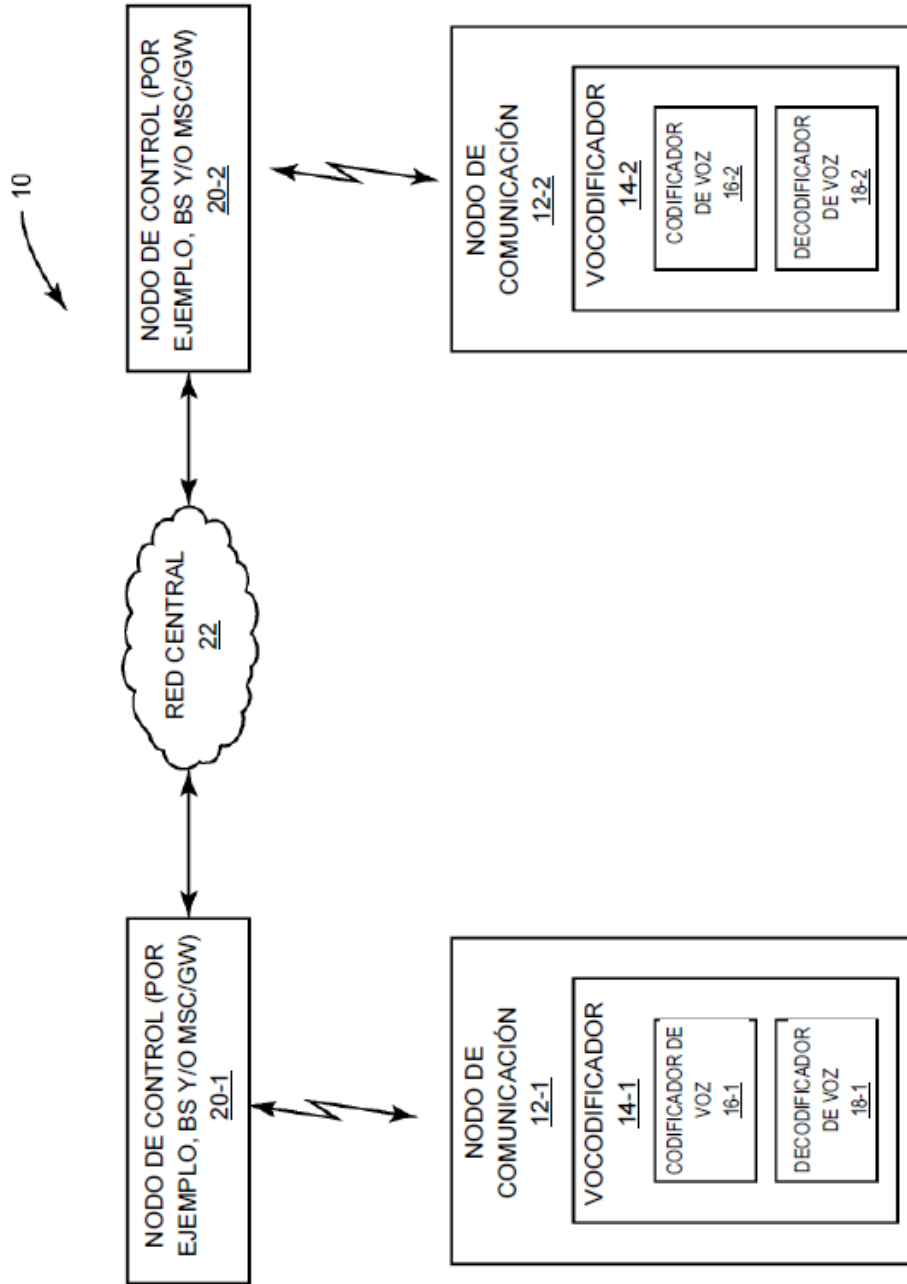 10
NODO DE CONTROL (POR
EJEMPLO, BS Y/O MSC/GW)
20-1
RED CENTRAL
22
NODO DE CONTROL (POR
EJEMPLO, BS Y/O MSC/GW)
20-2
NODO DE
COMUNICACIÓN
12-1
VOCODIFICADOR
14-1
CODIFICADOR DE
VOZ
16-1
DECODIFICADOR
DE VOZ
18-1
NODO DE
COMUNICACIÓN
12-2
VOCODIFICADOR
14-2
CODIFICADOR
DE VOZ
16-2
DECODIFICADOR
DE VOZ
18-2